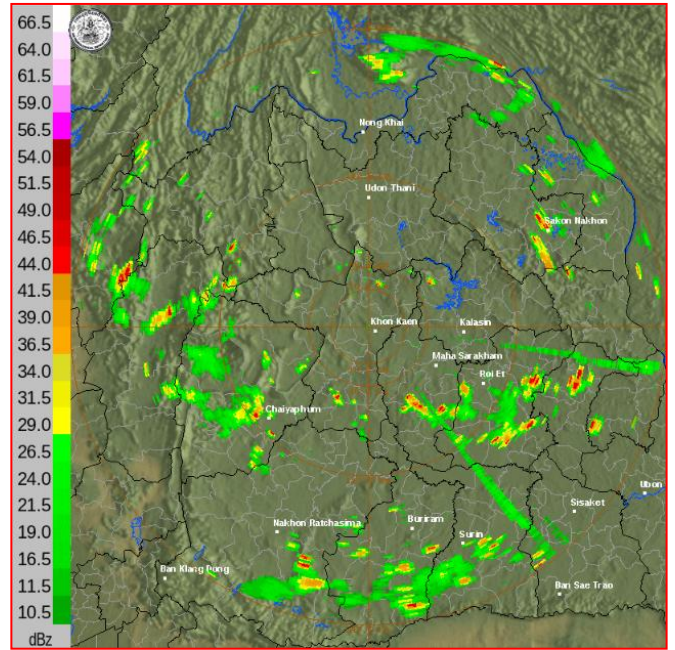 66.5
64.0
61.5
59.0
56.5
54.0
51.5
49.0
46.5
44.0
41.5
39.0
36.5
34.0
31.5
29.0
26.5
24.0
21.5
19.0
16.5
11.5
10.5
dBz
Nong Khai
Udon Thani
Sakon Nakhon
Khon Kaen
Kalasin
Maha Sarakham
Roi Et
Chaiyaphum
Ubon
Sisaket
Nakhon Ratchasima
Buriram
Surin
Ban Klang Dong
Ban Sae Trao